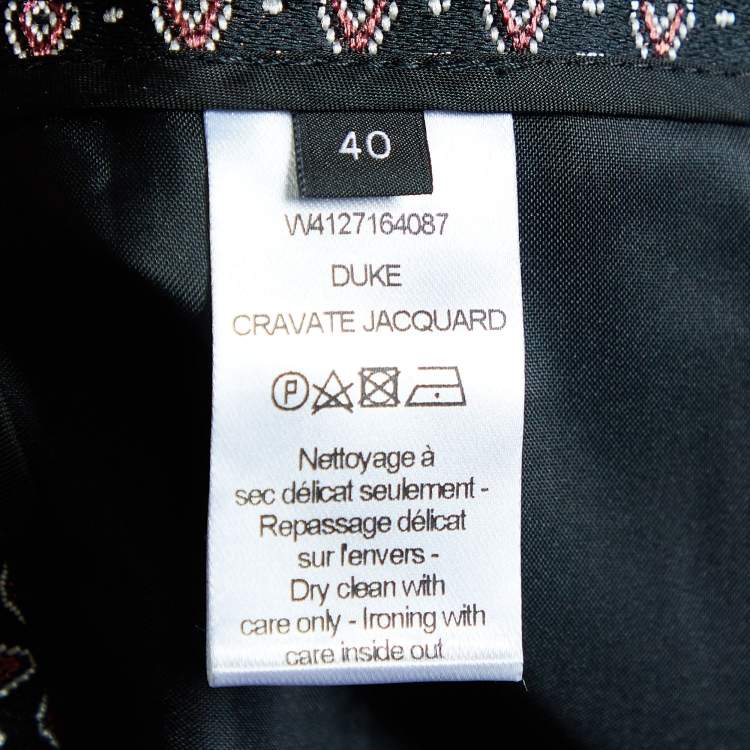 40
W4127164087
DUKE
CRAVATE JACQUARD
P
Nettoyage à
sec délicat seulement -
Repassage délicat
sur l'envers -
Dry clean with
care only - Ironing with
care inside out